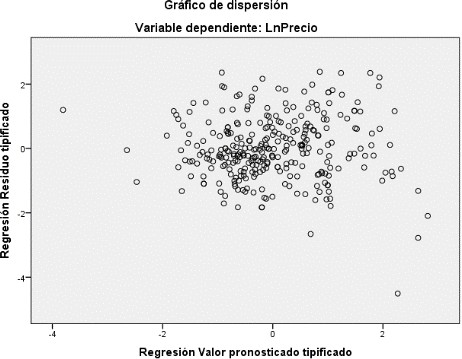 Gráfico de dispersión
Variable dependiente: LnPrecio
Regresión Residuo tipificado
2
0
-2
-4
-4
-2
0
2
Regresión Valor pronosticado tipificado